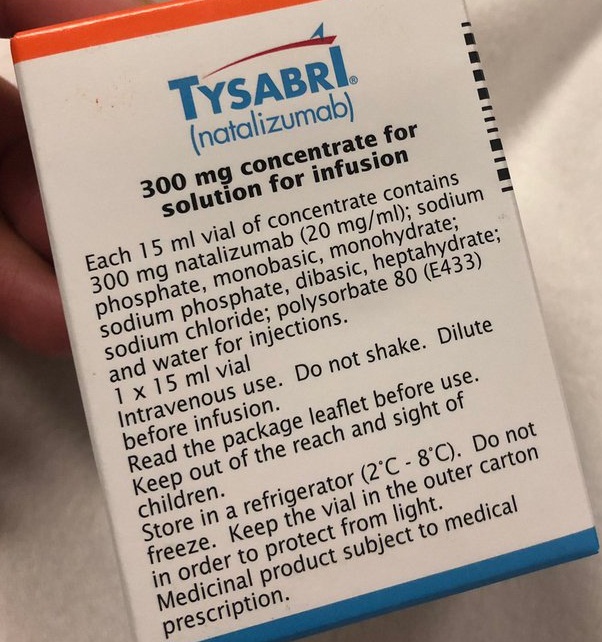 TYSABRI®
(natalizumab)
300 mg concentrate for
solution for infusion
Each 15 ml vial of concentrate contains
300 mg natalizumab (20 mg/ml); sodium
phosphate, monobasic, monohydrate;
sodium phosphate, dibasic, heptahydrate;
sodium chloride; polysorbate 80 (E433)
and water for injections.
1 x 15 ml vial
Intravenous use. Do not shake. Dilute
before infusion.
Read the package leaflet before use.
Keep out of the reach and sight of
children.
Store in a refrigerator (2°C - 8°C). Do not
freeze. Keep the vial in the outer carton
in order to protect from light.
Medicinal product subject to medical
prescription.